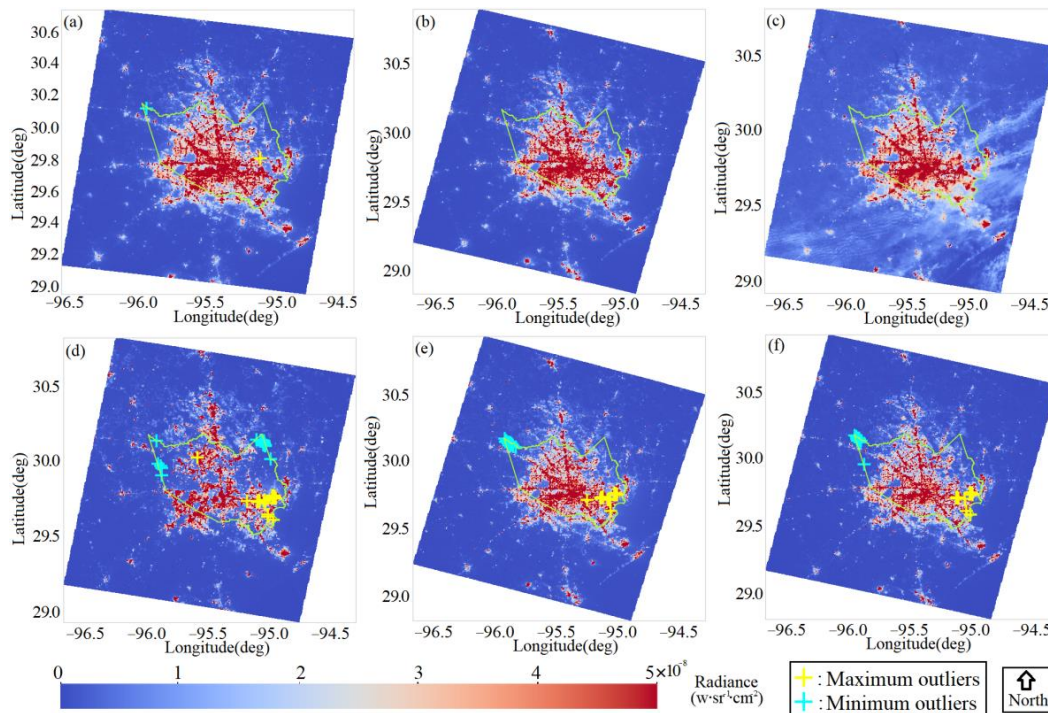 (a) (b) (c)
30.6
30.4
30.2
30.0
29.8
29.6
29.4
29.2
29.0
Latitude(deg)
−96.5 −96.0 −95.5 −95.0 −94.5
Longitude(deg)
30.5
30.0
29.5
29.0
Latitude(deg)
−96.5 −96.0 −95.5 −95.0 −94.5
Longitude(deg)
30.5
30.0
29.5
29.0
Latitude(deg)
−96.5 −96.0 −95.5 −95.0 −94.5
Longitude(deg)
(d) (e) (f)
30.5
30.0
29.5
29.0
Latitude(deg)
−96.5 −96.0 −95.5 −95.0 −94.5
Longitude(deg)
30.5
30.0
29.5
29.0
Latitude(deg)
−96.5 −96.0 −95.5 −95.0 −94.5
Longitude(deg)
30.5
30.0
29.5
29.0
Latitude(deg)
−96.5 −96.0 −95.5 −95.0 −94.5
Longitude(deg)
0 1 2 3 4 5×10⁻⁸
Radiance
(w·sr⁻¹·cm²)
: Maximum outliers
: Minimum outliers
North